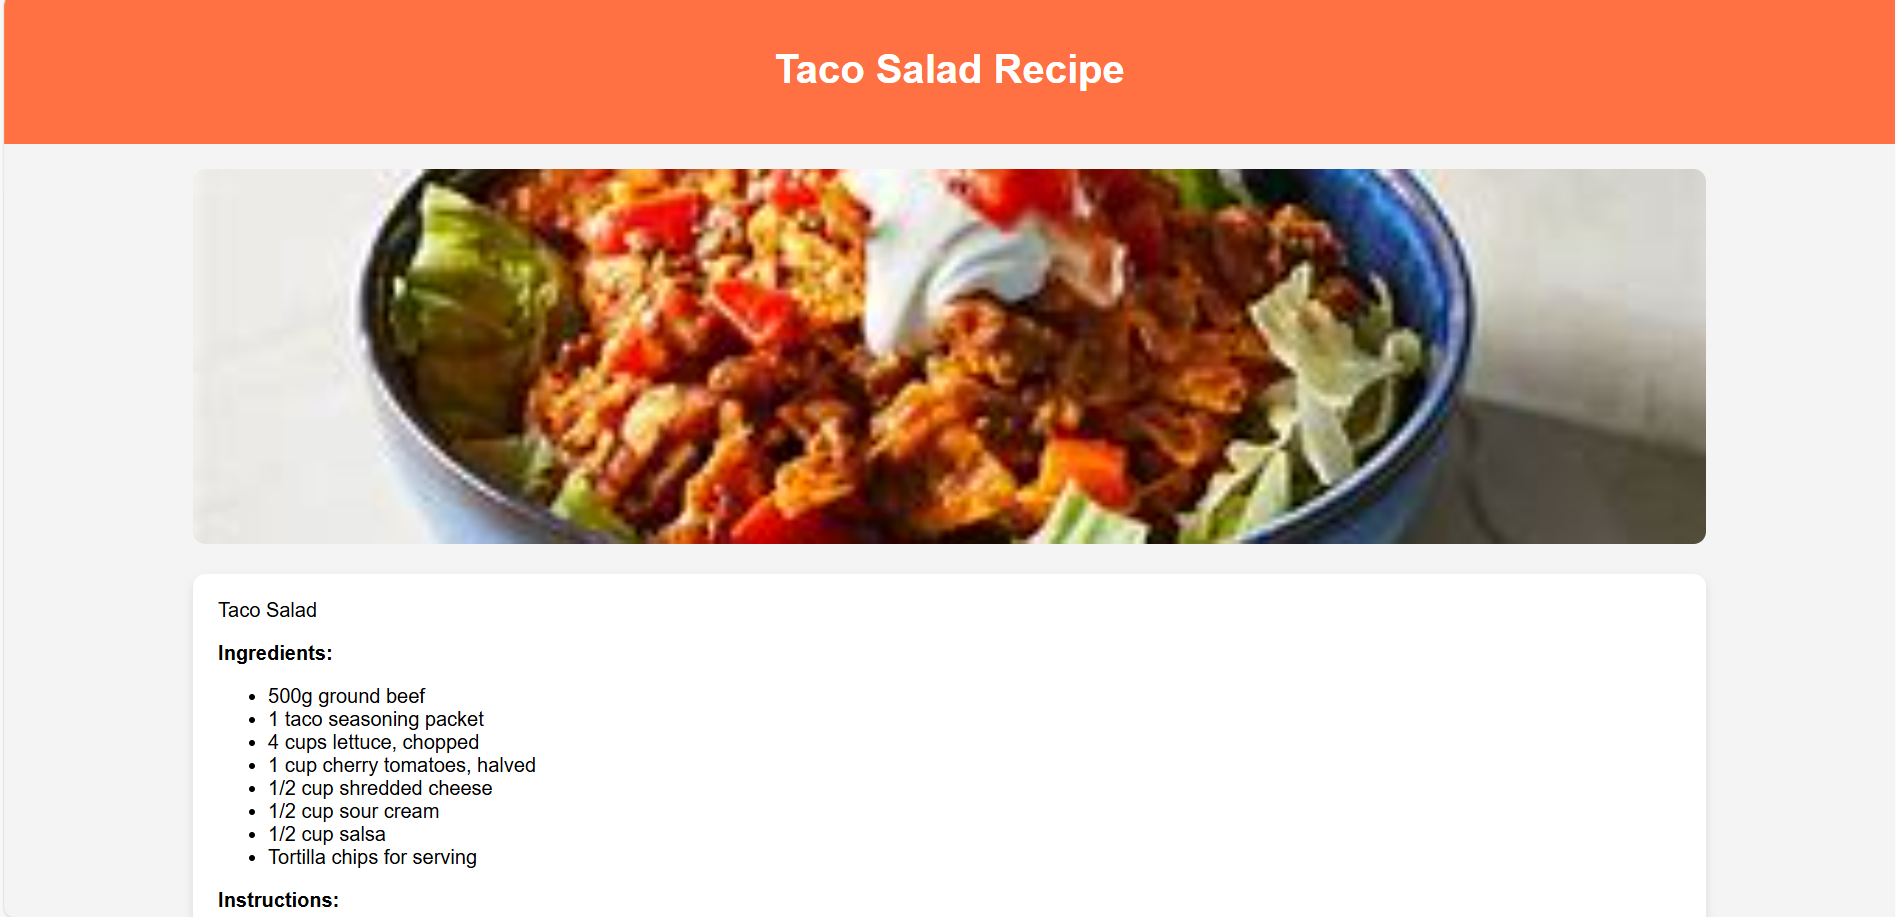 Taco Salad Recipe
Taco Salad
Ingredients:
• 500g ground beef
• 1 taco seasoning packet
• 4 cups lettuce, chopped
• 1 cup cherry tomatoes, halved
• 1/2 cup shredded cheese
• 1/2 cup sour cream
• 1/2 cup salsa
• Tortilla chips for serving
Instructions: